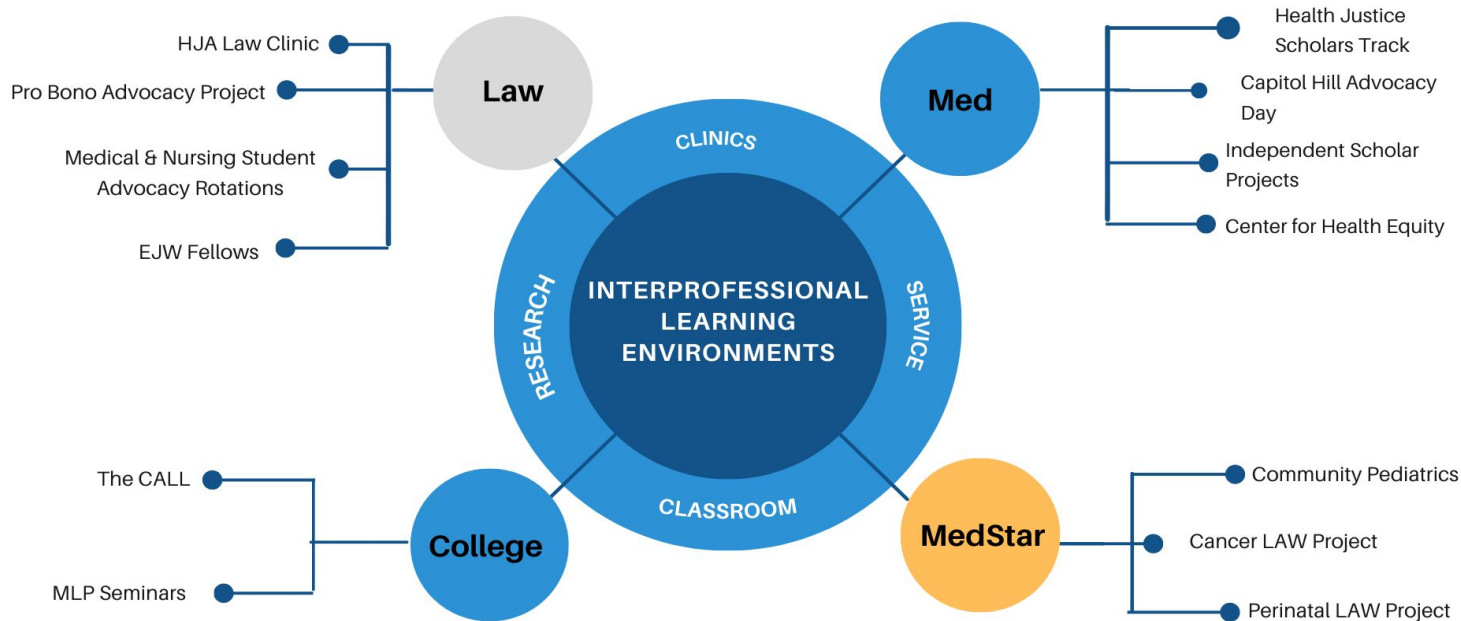 HJA Law Clinic
Pro Bono Advocacy Project
Medical & Nursing Student
Advocacy Rotations
EJW Fellows
Law
Med
Health Justice
Scholars Track
Capitol Hill Advocacy
Day
Independent Scholar
Projects
Center for Health Equity
CLINICS
RESEARCH
INTERPROFESSIONAL
LEARNING
ENVIRONMENTS
SERVICE
CLASSROOM
The CALL
MLP Seminars
College
MedStar
Community Pediatrics
Cancer LAW Project
Perinatal LAW Project